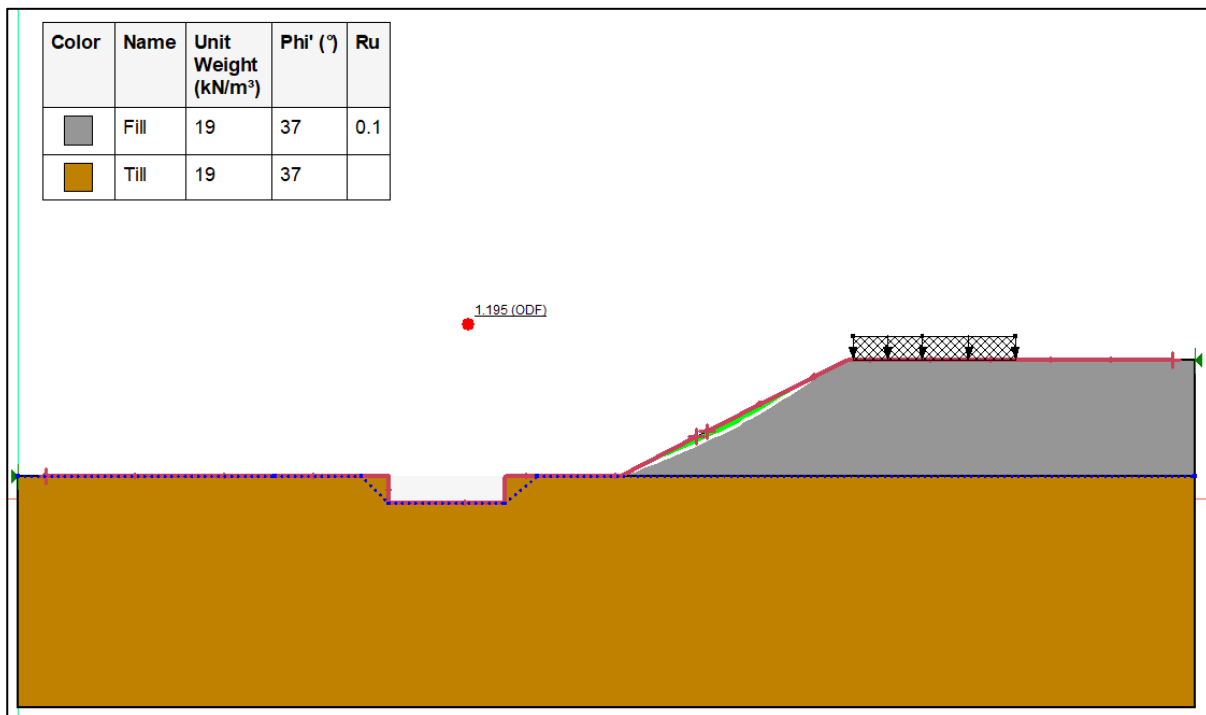 Color Name Unit Weight (kN/m³) Phi' (°) Ru
Fill 19 37 0.1
Till 19 37
1.195 (ODF)